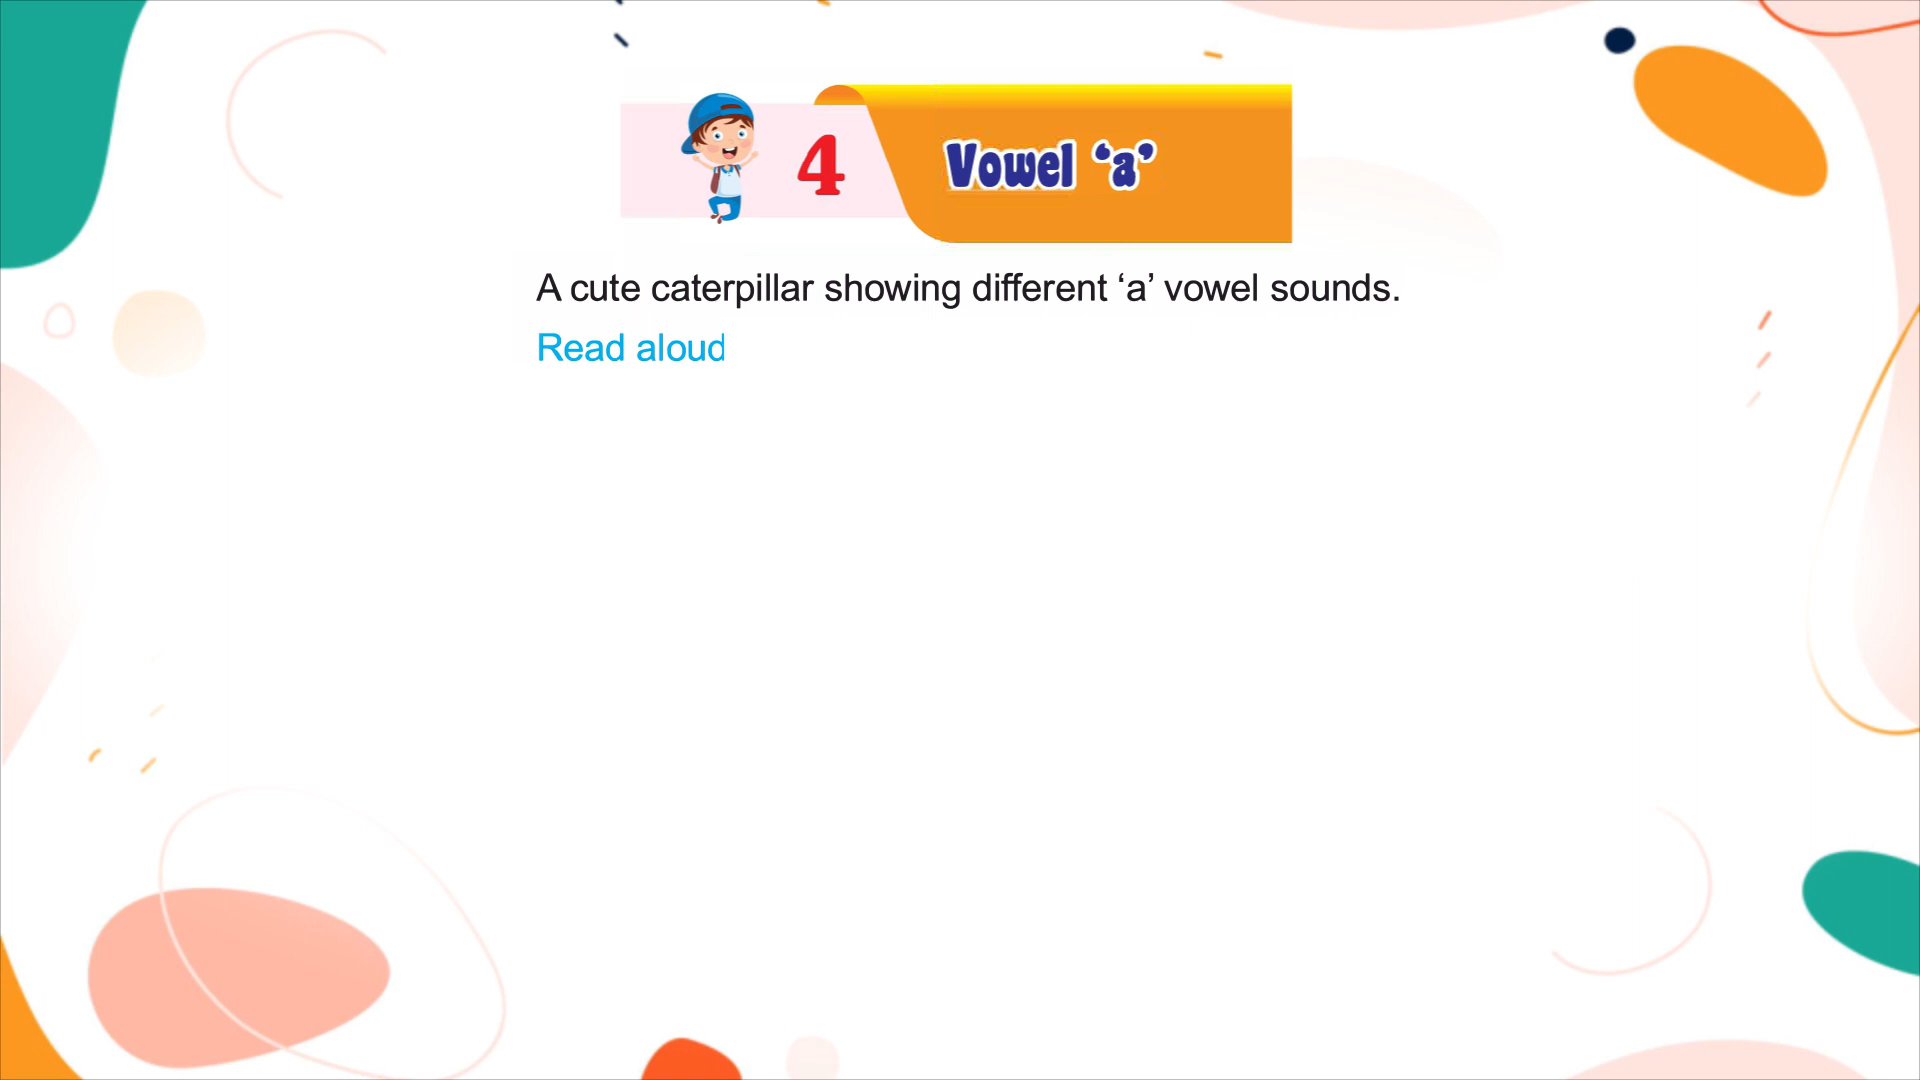 4 Vowel ‘a’
A cute caterpillar showing different ‘a’ vowel sounds.
Read aloud